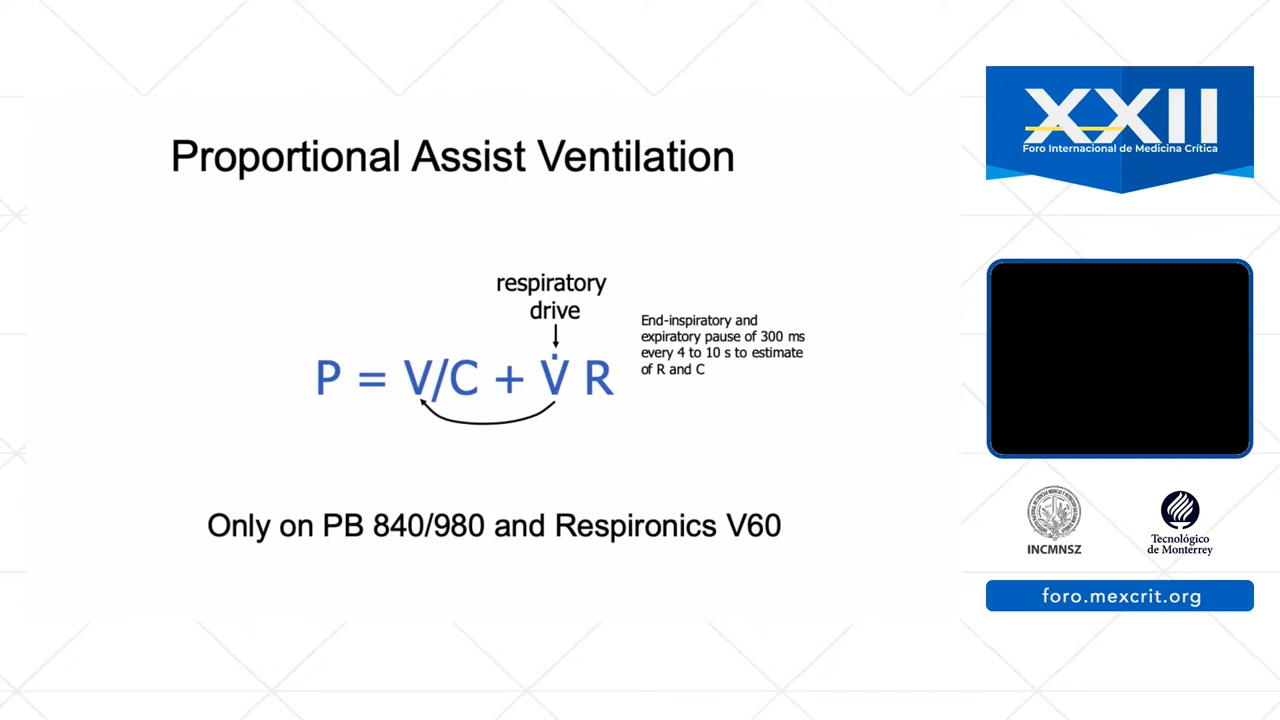 Proportional Assist Ventilation
respiratory
drive
P = V/C + V̇ R
End-inspiratory and
expiratory pause of 300 ms
every 4 to 10 s to estimate
of R and C
Only on PB 840/980 and Respironics V60
XXII
Foro Internacional de Medicina Crítica
INCMNSZ
Tecnológico
de Monterrey
foro.mexcrit.org